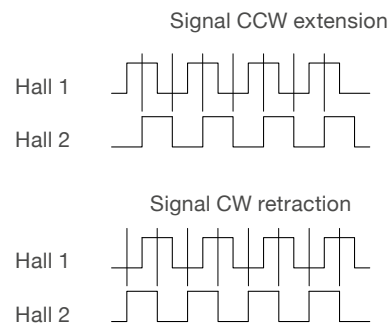 Signal CCW extension
Hall 1
Hall 2
Signal CW retraction
Hall 1
Hall 2